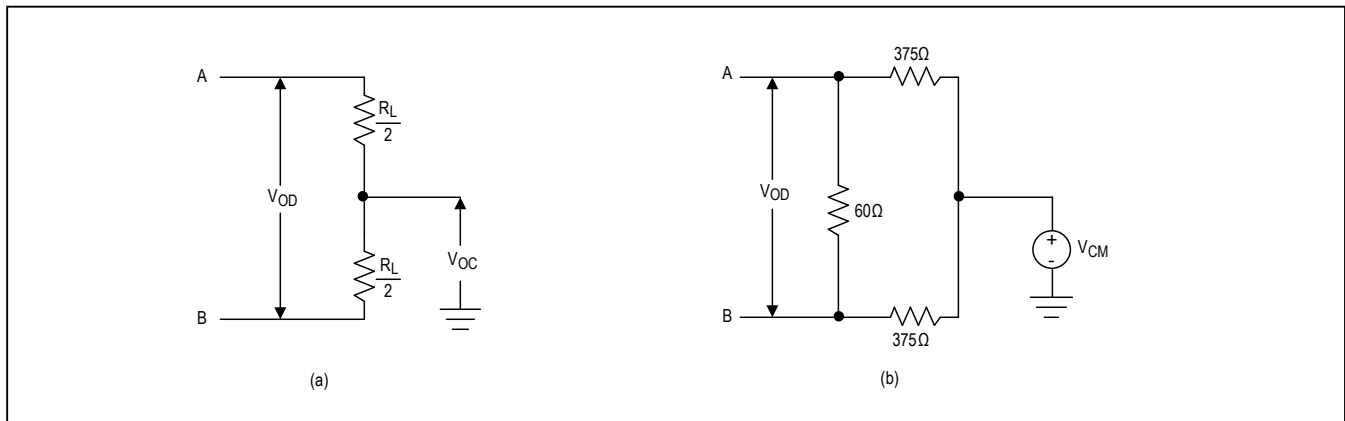 A
R_L
2
V_OD
V_OC
R_L
2
B
(a)
375Ω
A
V_OD
60Ω
+
-
V_CM
B
375Ω
(b)